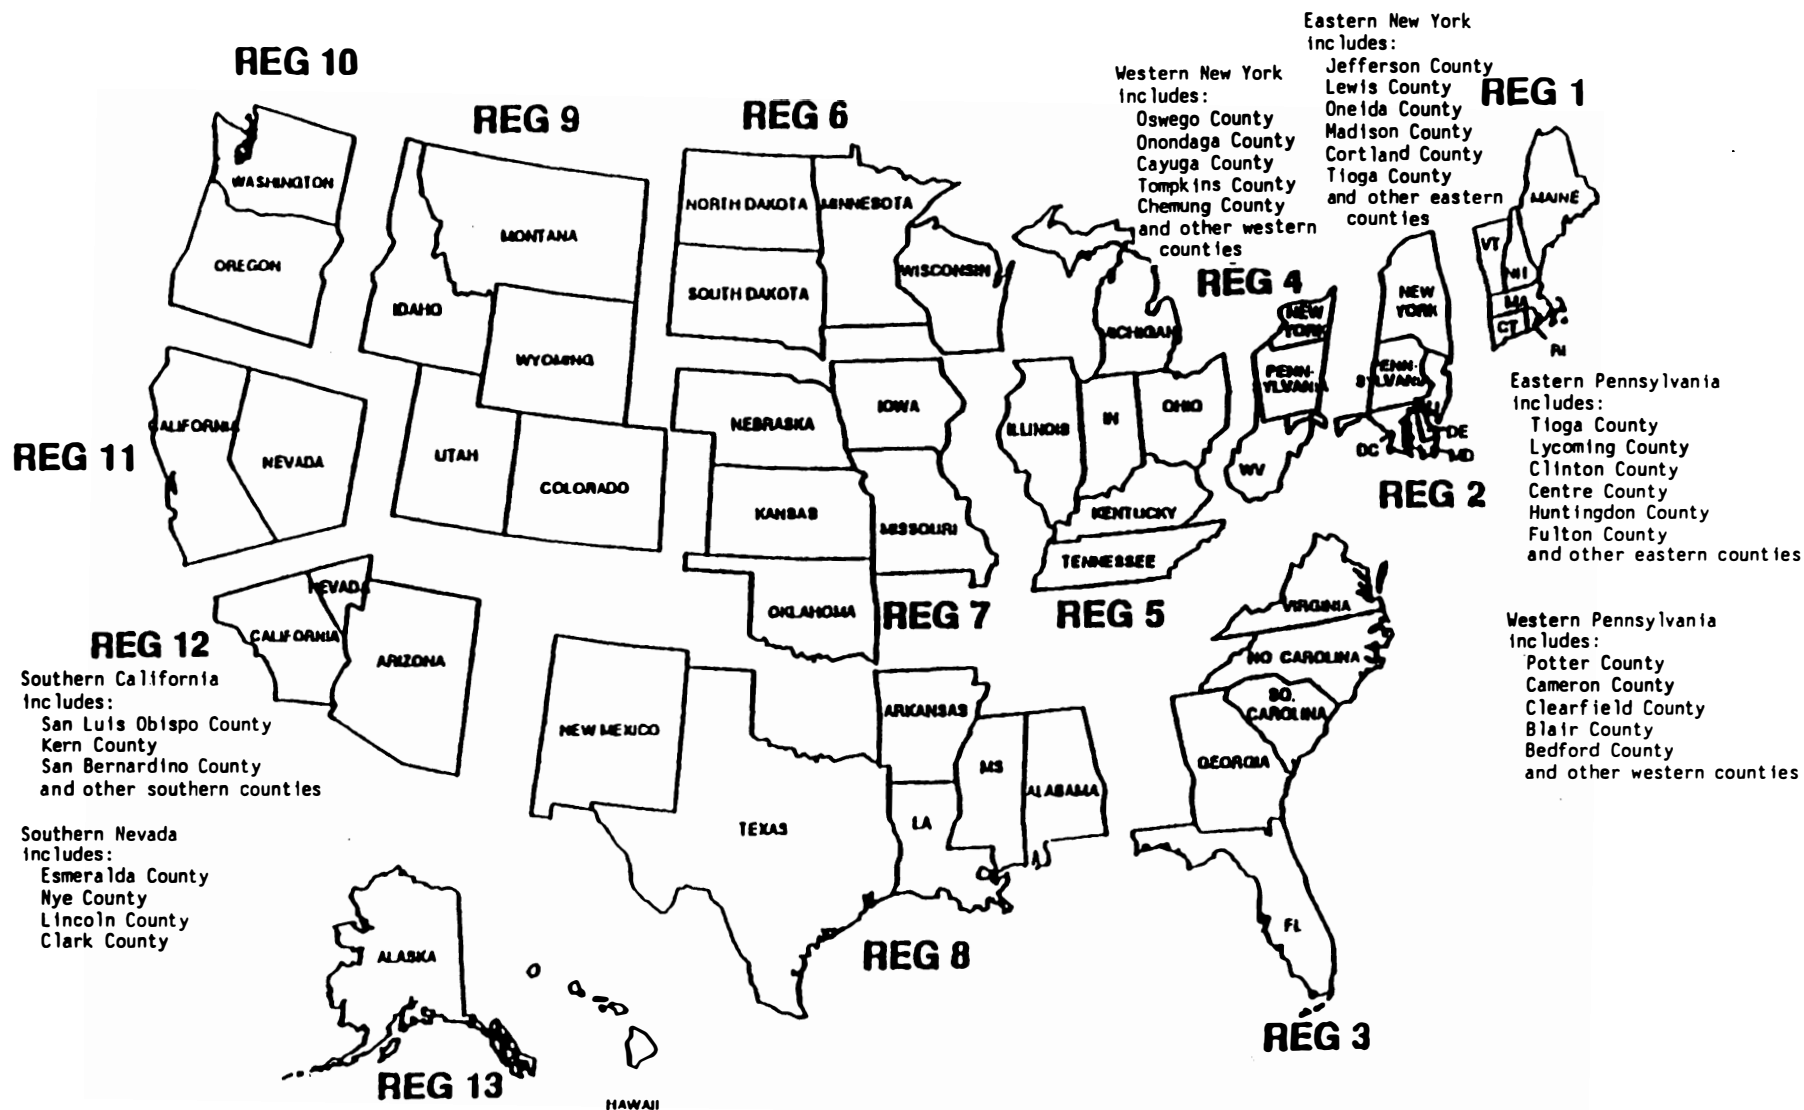 REG 10
REG 9
REG 6
Western New York
includes:
Oswego County
Onondaga County
Cayuga County
Tompkins County
Chemung County
and other western
counties
Eastern New York
includes:
Jefferson County
Lewis County
Oneida County
Madison County
Cortland County
Tioga County
and other eastern
counties
REG 1
WASHINGTON
OREGON
MONTANA
IDAHO
WYOMING
NORTH DAKOTA
MINNESOTA
SOUTH DAKOTA
WISCONSIN
MICHIGAN
REG 4
NEW
YORK
PENN-
SYLVANIA
NEW
YORK
PENN-
SYLVANIA
MAINE
VT
NH
MA
CT
RI
REG 11
CALIFORNIA
NEVADA
UTAH
COLORADO
NEBRASKA
IOWA
KANSAS
MISSOURI
ILLINOIS
IN
OHIO
WV
KENTUCKY
TENNESSEE
DC
DE
MD
REG 2
Eastern Pennsylvania
includes:
Tioga County
Lycoming County
Clinton County
Centre County
Huntingdon County
Fulton County
and other eastern counties
NEVADA
CALIFORNIA
ARIZONA
REG 12
Southern California
includes:
San Luis Obispo County
Kern County
San Bernardino County
and other southern counties
Southern Nevada
includes:
Esmeralda County
Nye County
Lincoln County
Clark County
OKLAHOMA
REG 7
REG 5
VIRGINIA
NO CAROLINA
SO.
CAROLINA
GEORGIA
Western Pennsylvania
includes:
Potter County
Cameron County
Clearfield County
Blair County
Bedford County
and other western counties
NEW MEXICO
ARKANSAS
MS
ALABAMA
TEXAS
LA
FL
REG 8
REG 3
ALASKA
REG 13
HAWAII